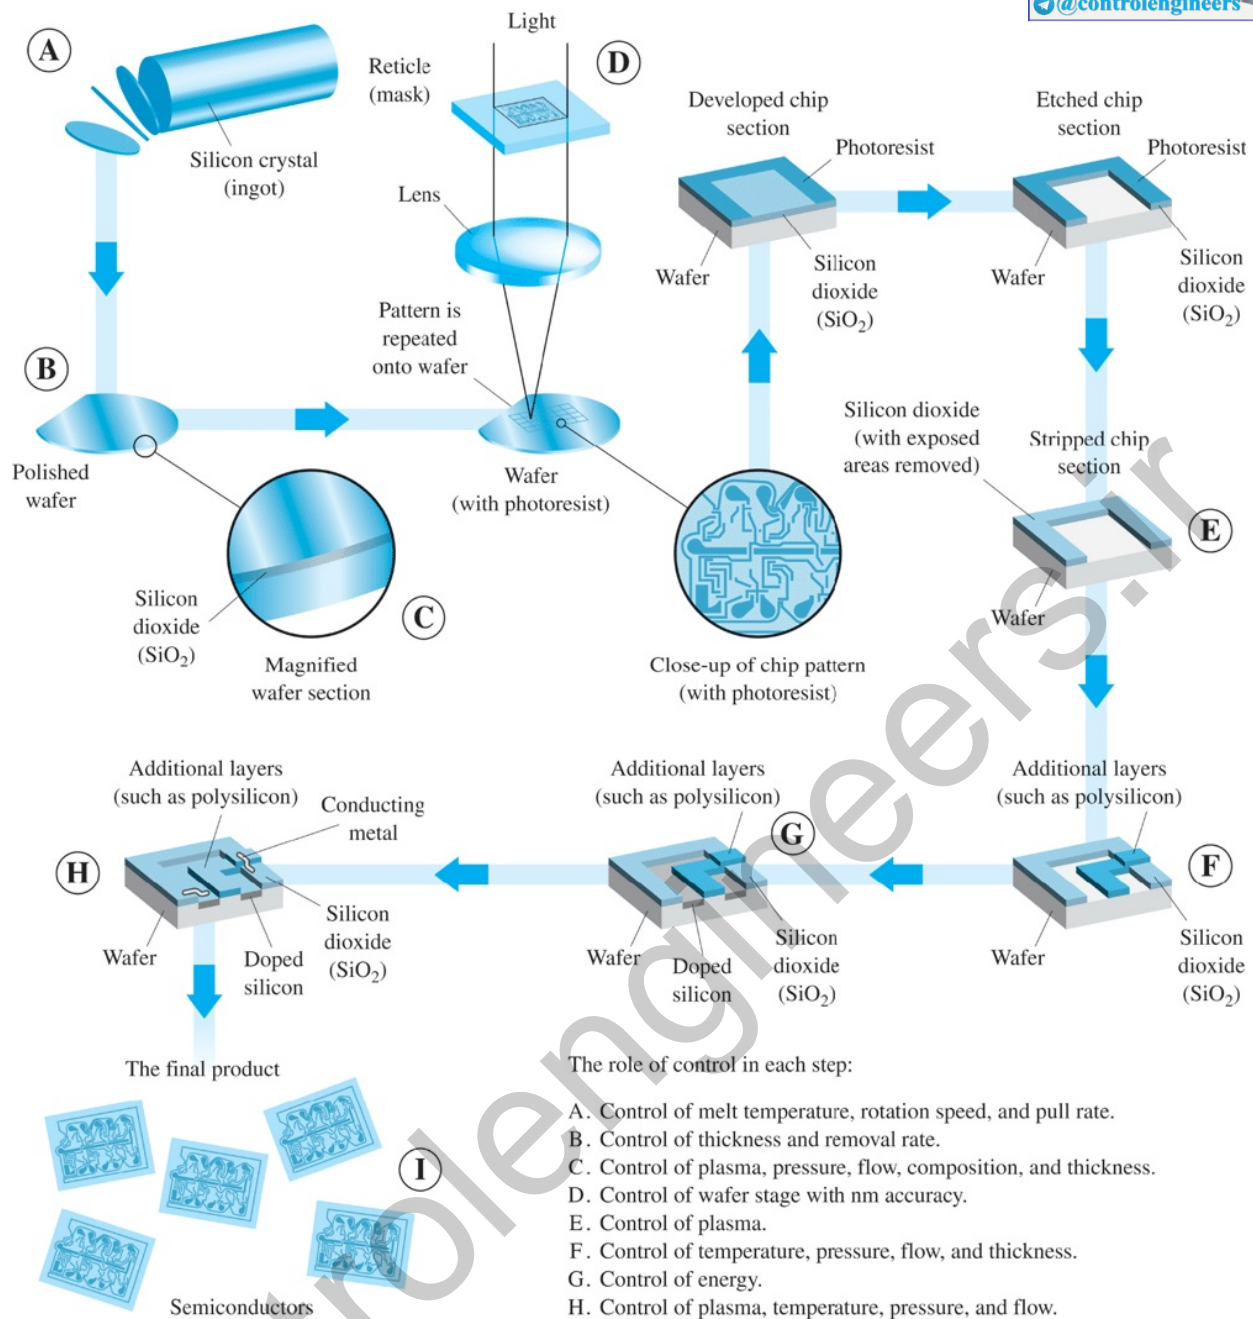 @controlengineers
A
Light
D
Reticle
(mask)
Silicon crystal
(ingot)
Lens
Developed chip
section
Photoresist
Wafer
Silicon
dioxide
(SiO₂)
Etched chip
section
Photoresist
Wafer
Silicon
dioxide
(SiO₂)
B
Polished
wafer
Pattern is
repeated
onto wafer
Wafer
(with photoresist)
Silicon
dioxide
(SiO₂)
C
Magnified
wafer section
Close-up of chip pattern
(with photoresist)
Silicon dioxide
(with exposed
areas removed)
Stripped chip
section
E
Wafer
Additional layers
(such as polysilicon)
Conducting
metal
H
Wafer
Doped
silicon
Silicon
dioxide
(SiO₂)
Additional layers
(such as polysilicon)
G
Wafer
Doped
silicon
Silicon
dioxide
(SiO₂)
Additional layers
(such as polysilicon)
F
Wafer
Silicon
dioxide
(SiO₂)
The final product
I
Semiconductors
The role of control in each step:
A. Control of melt temperature, rotation speed, and pull rate.
B. Control of thickness and removal rate.
C. Control of plasma, pressure, flow, composition, and thickness.
D. Control of wafer stage with nm accuracy.
E. Control of plasma.
F. Control of temperature, pressure, flow, and thickness.
G. Control of energy.
H. Control of plasma, temperature, pressure, and flow.
trolengineers.ir